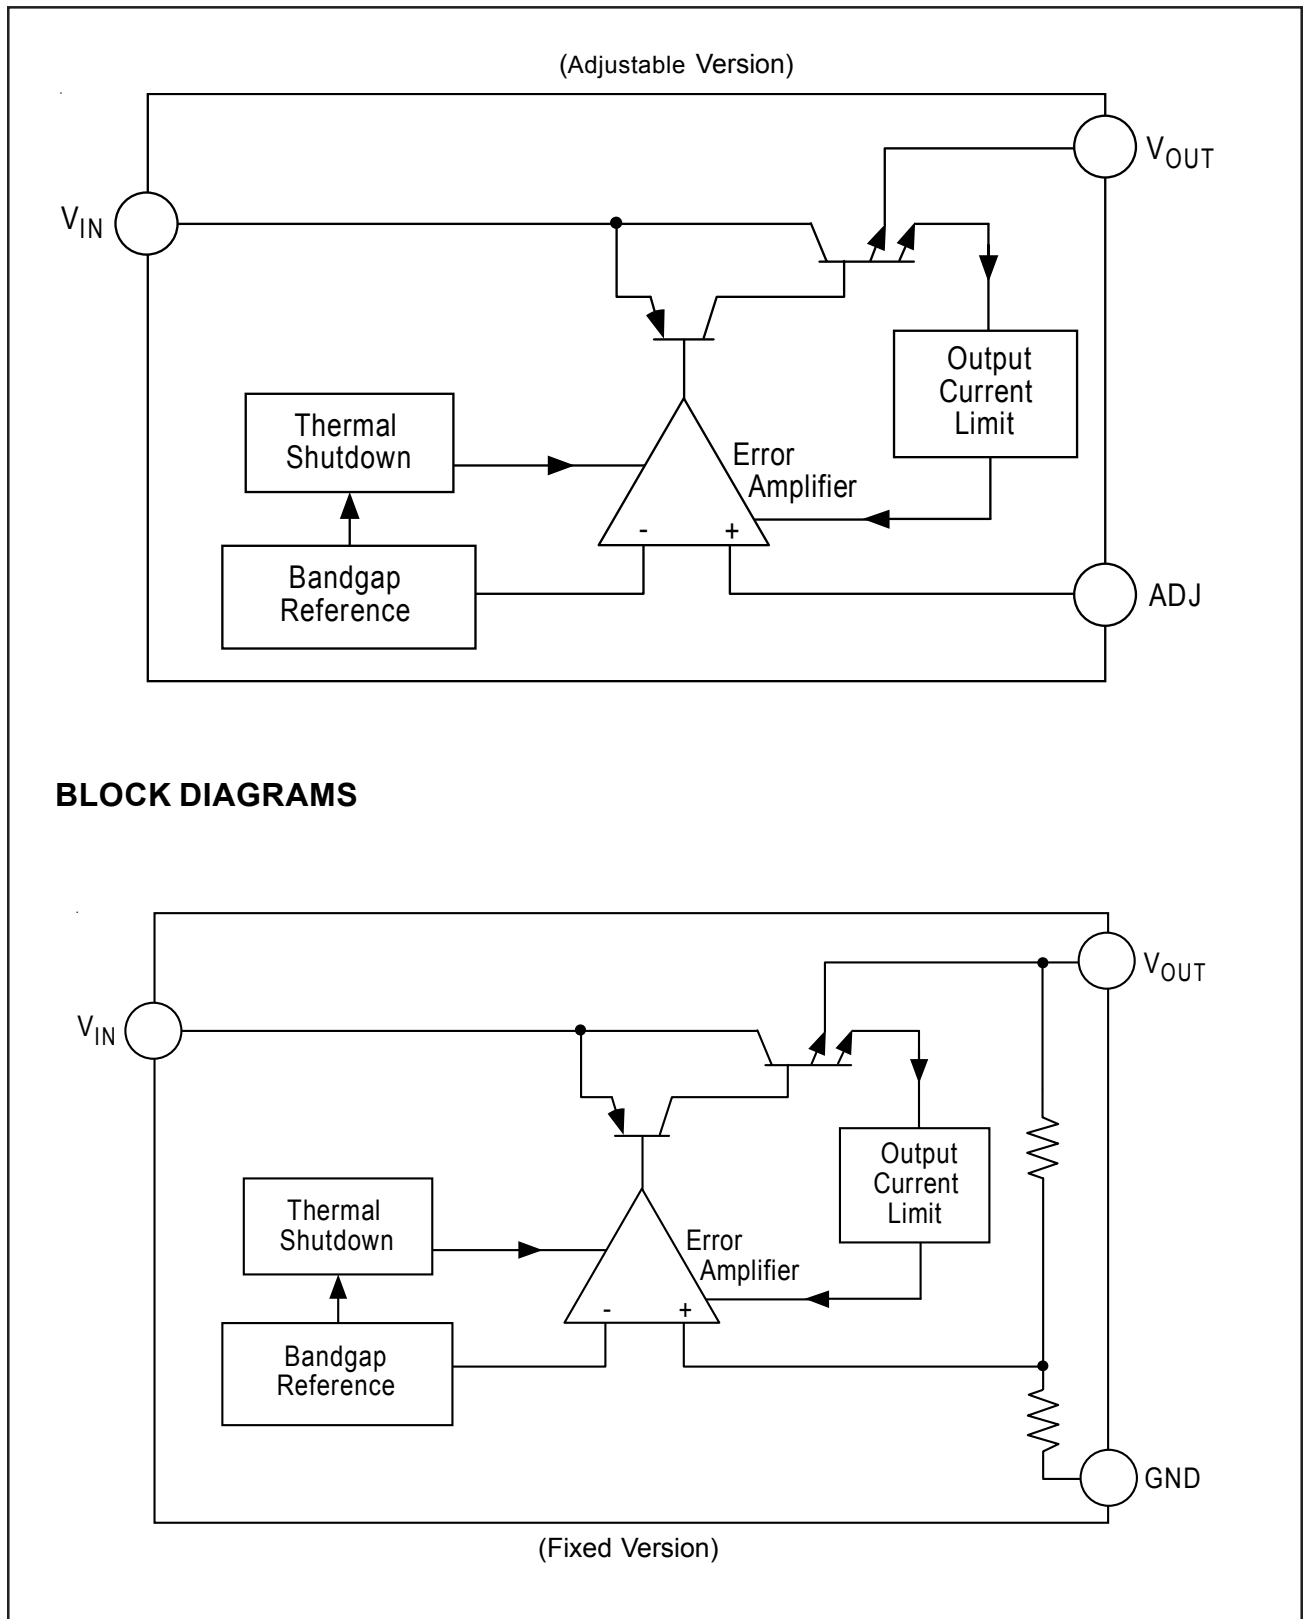 (Adjustable Version)
VOUT
VIN
Output
Current
Limit
Thermal
Shutdown
Error
Amplifier
- +
Bandgap
Reference
ADJ
BLOCK DIAGRAMS
VOUT
VIN
Output
Current
Limit
Thermal
Shutdown
Error
Amplifier
- +
Bandgap
Reference
GND
(Fixed Version)